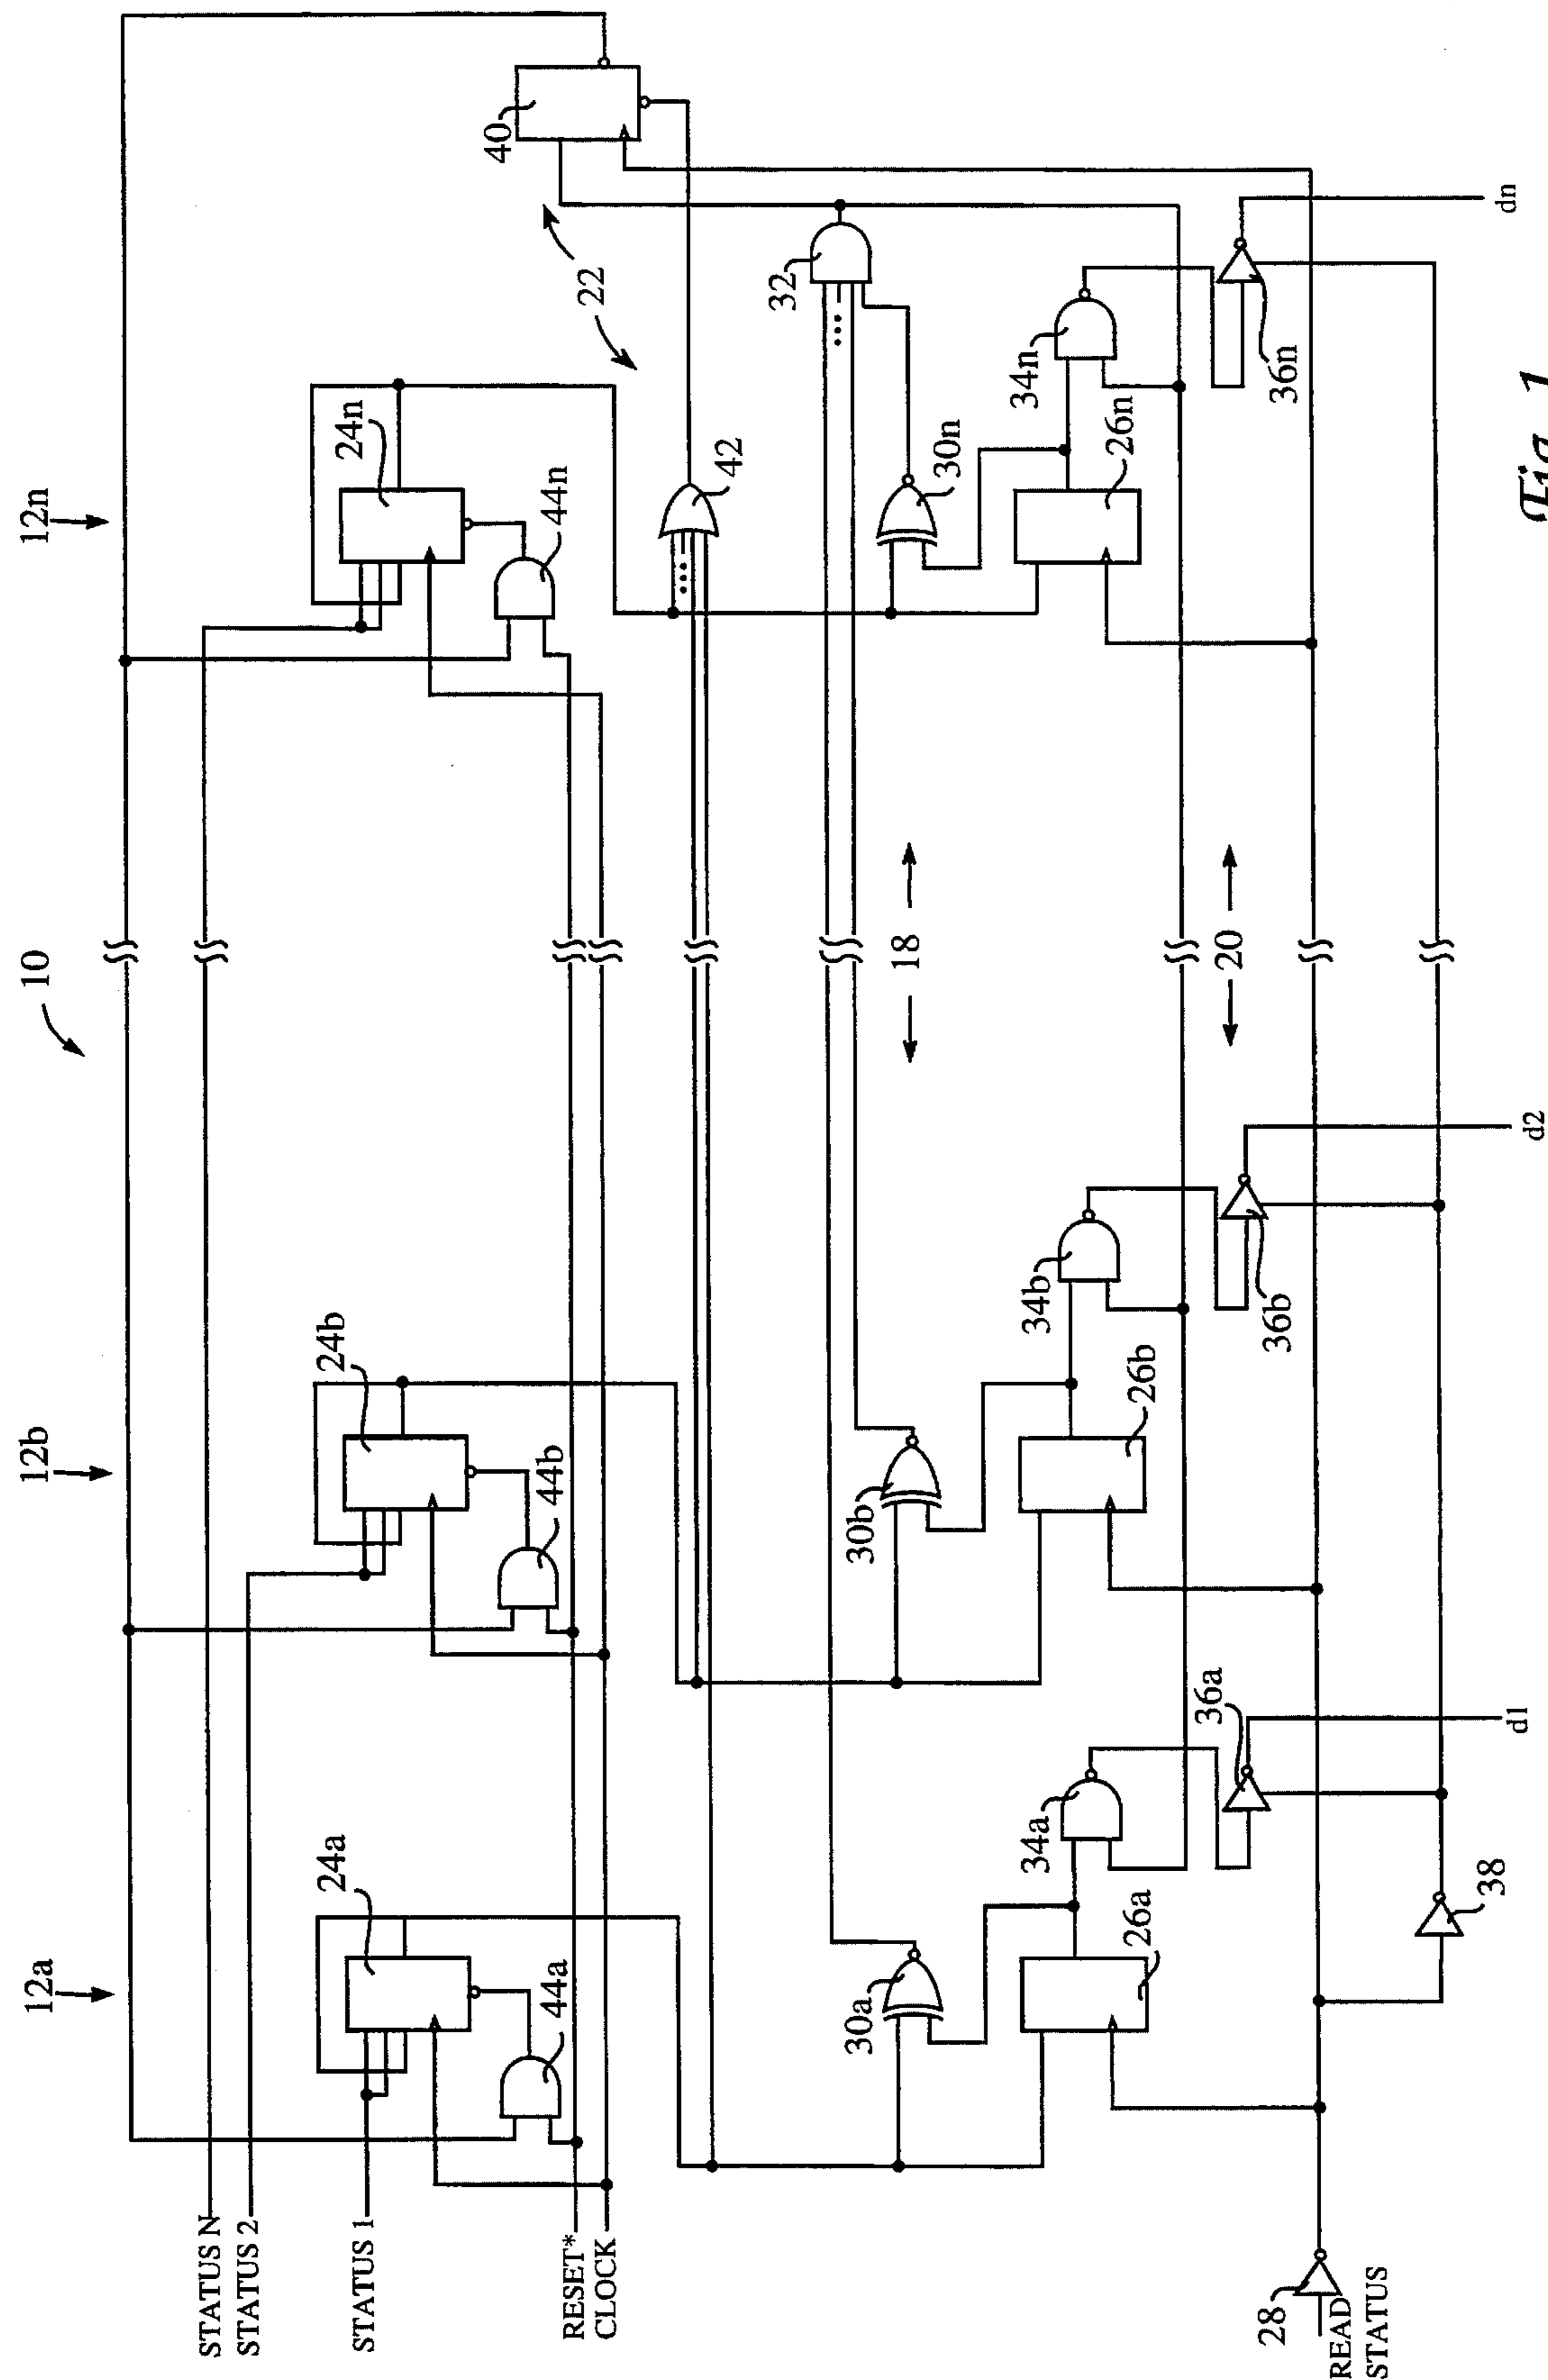 10
12a
12b
12n
STATUS N
STATUS 2
STATUS 1
RESET*
CLOCK
24a
24b
24n
44a
44b
44n
40
22
42
32
30a
30b
30n
18
34a
34b
34n
26a
26b
26n
20
36a
36b
36n
28
READ
STATUS
38
d1
d2
dn
Fig. 1